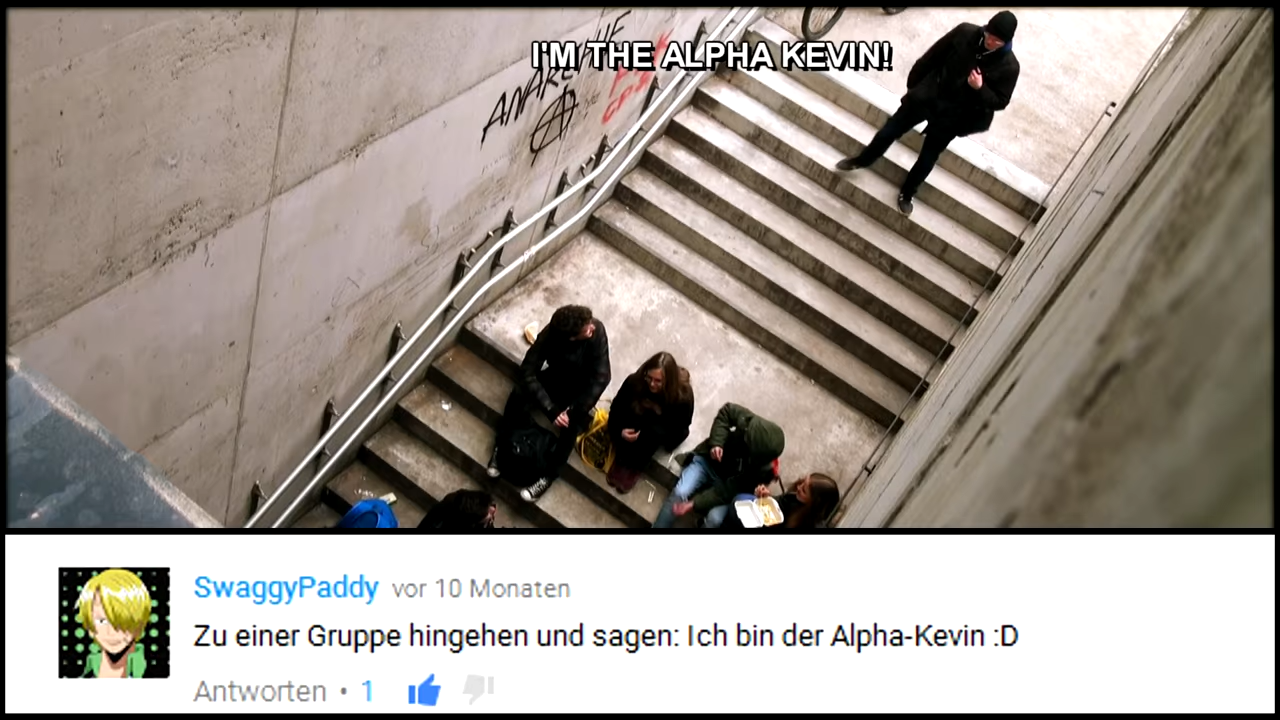 I'M THE ALPHA KEVIN!
ANARCHIE
SwaggyPaddy vor 10 Monaten
Zu einer Gruppe hingehen und sagen: Ich bin der Alpha-Kevin :D
Antworten • 1